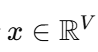 x ∈ ℝ^V